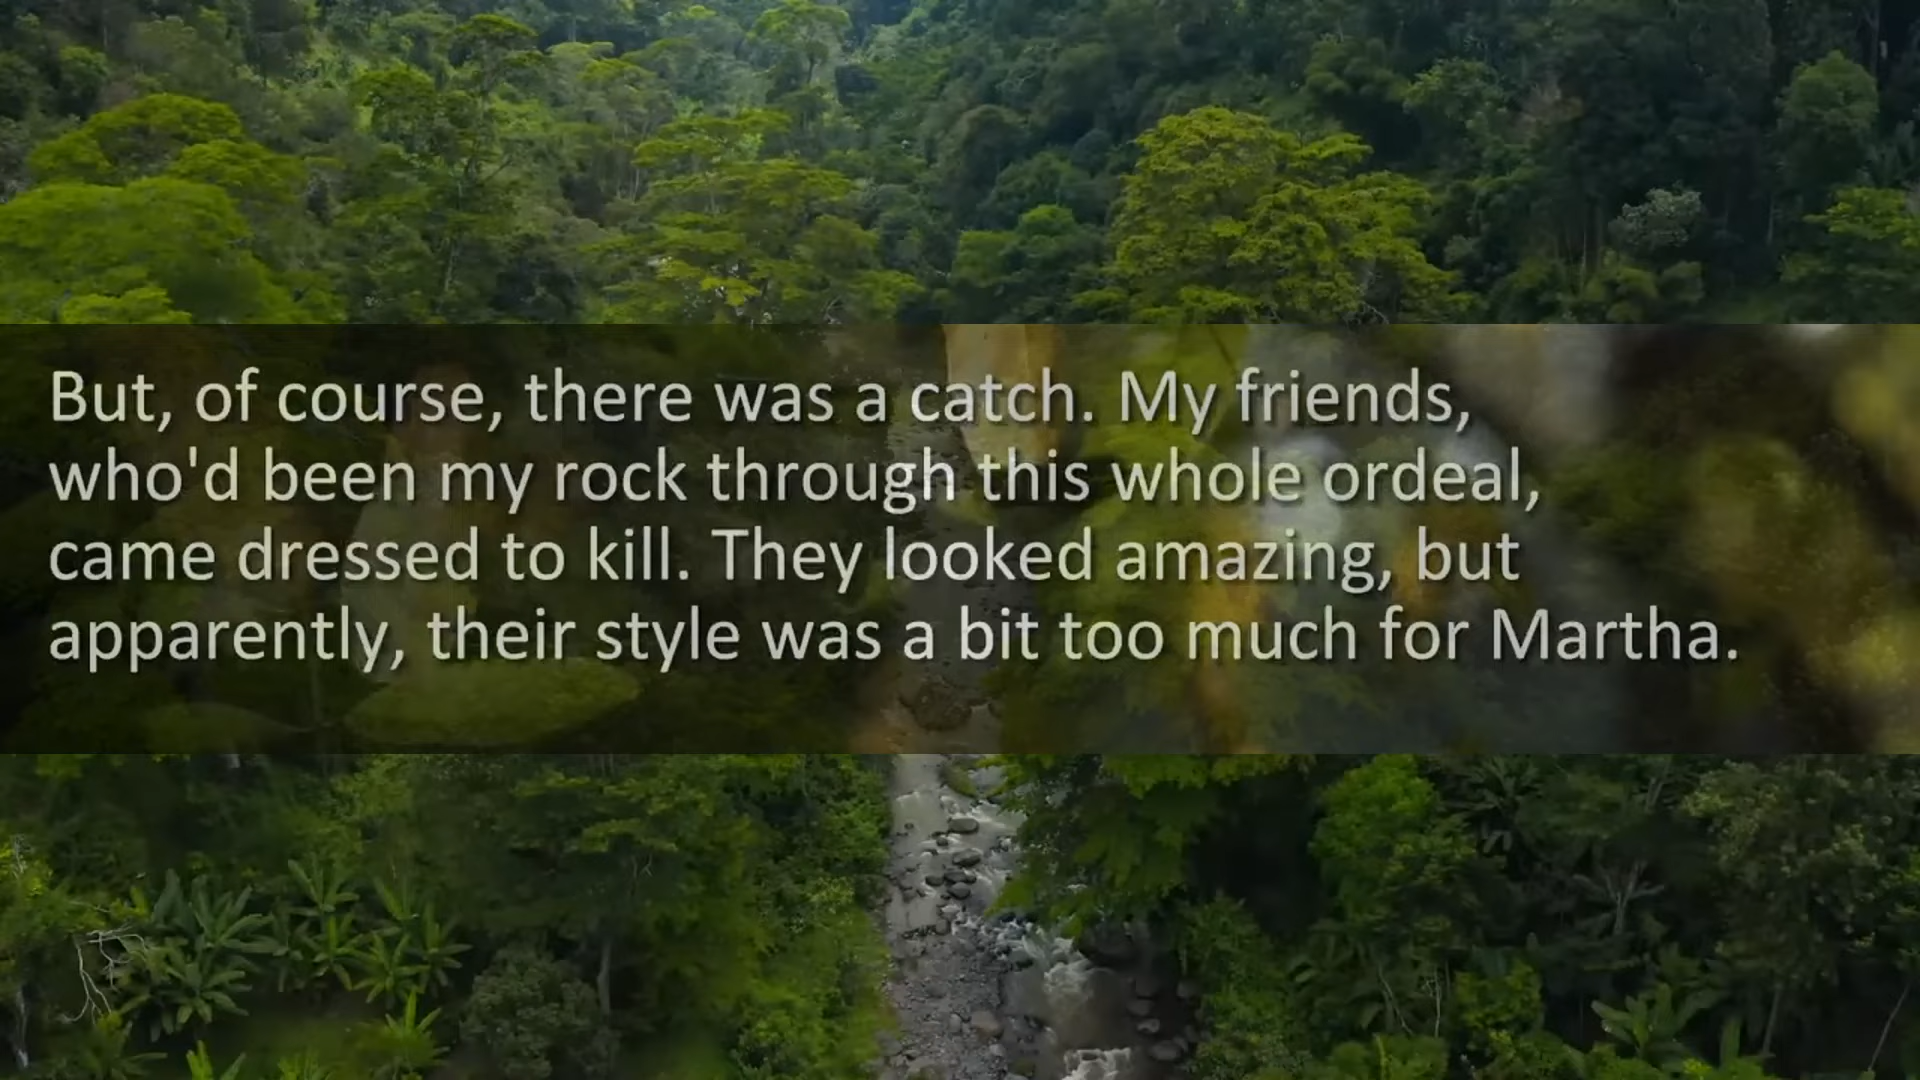 But, of course, there was a catch. My friends,
who'd been my rock through this whole ordeal,
came dressed to kill. They looked amazing, but
apparently, their style was a bit too much for Martha.